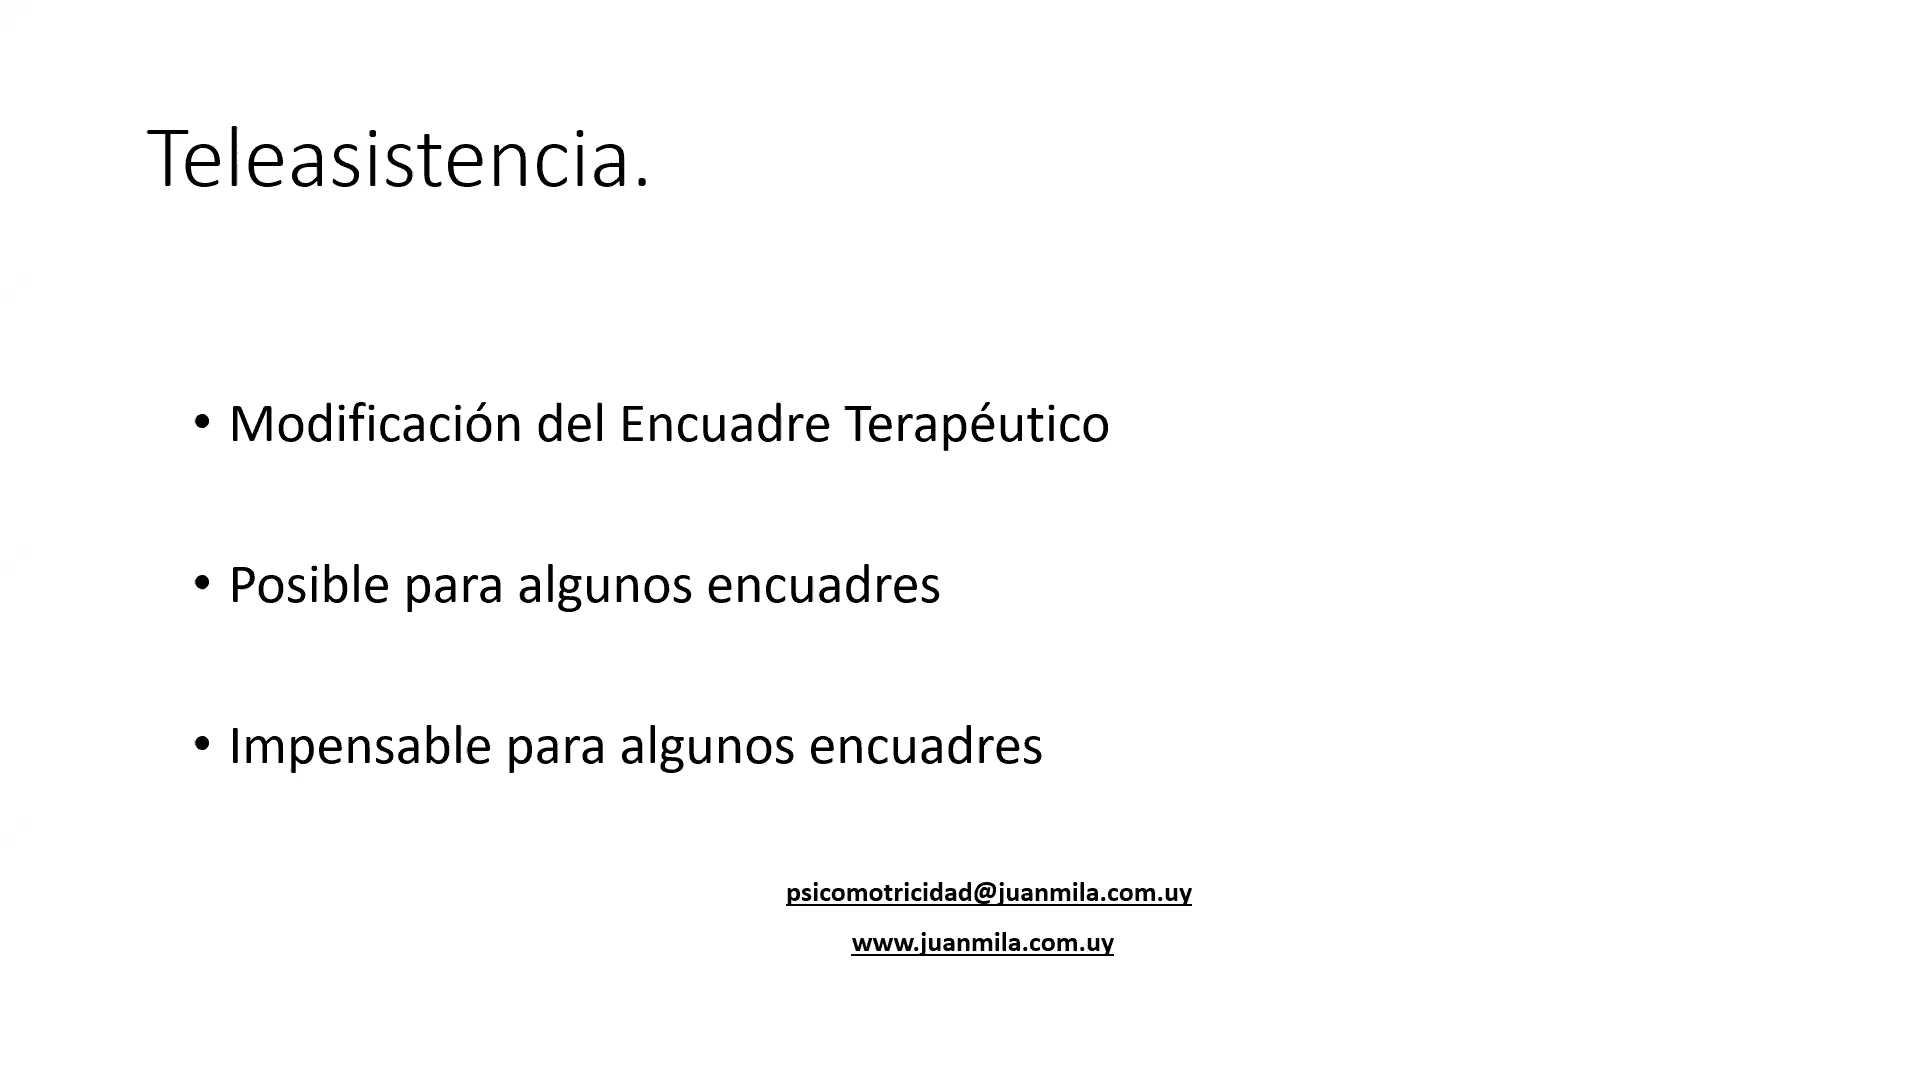 Teleasistencia.
• Modificación del Encuadre Terapéutico
• Posible para algunos encuadres
• Impensable para algunos encuadres
psicomotricidad@juanmila.com.uy
www.juanmila.com.uy